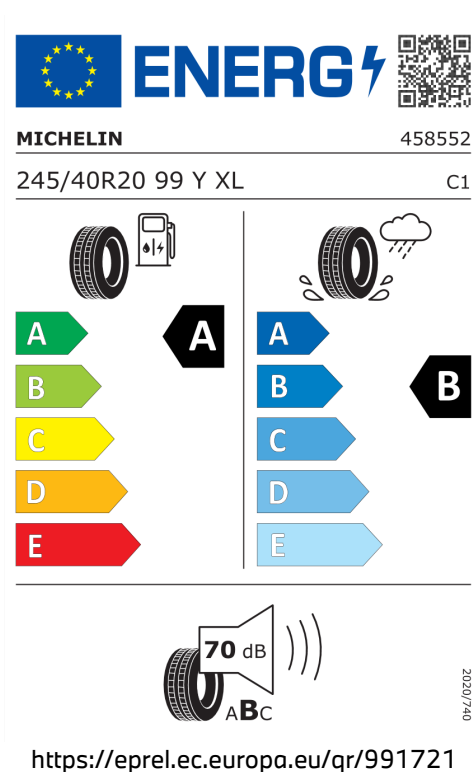 ENERG
MICHELIN 458552
245/40R20 99 Y XL C1
A A
B
C
D
E
A
B B
C
D
E
70 dB
ABC
2020/740
https://eprel.ec.europa.eu/qr/991721